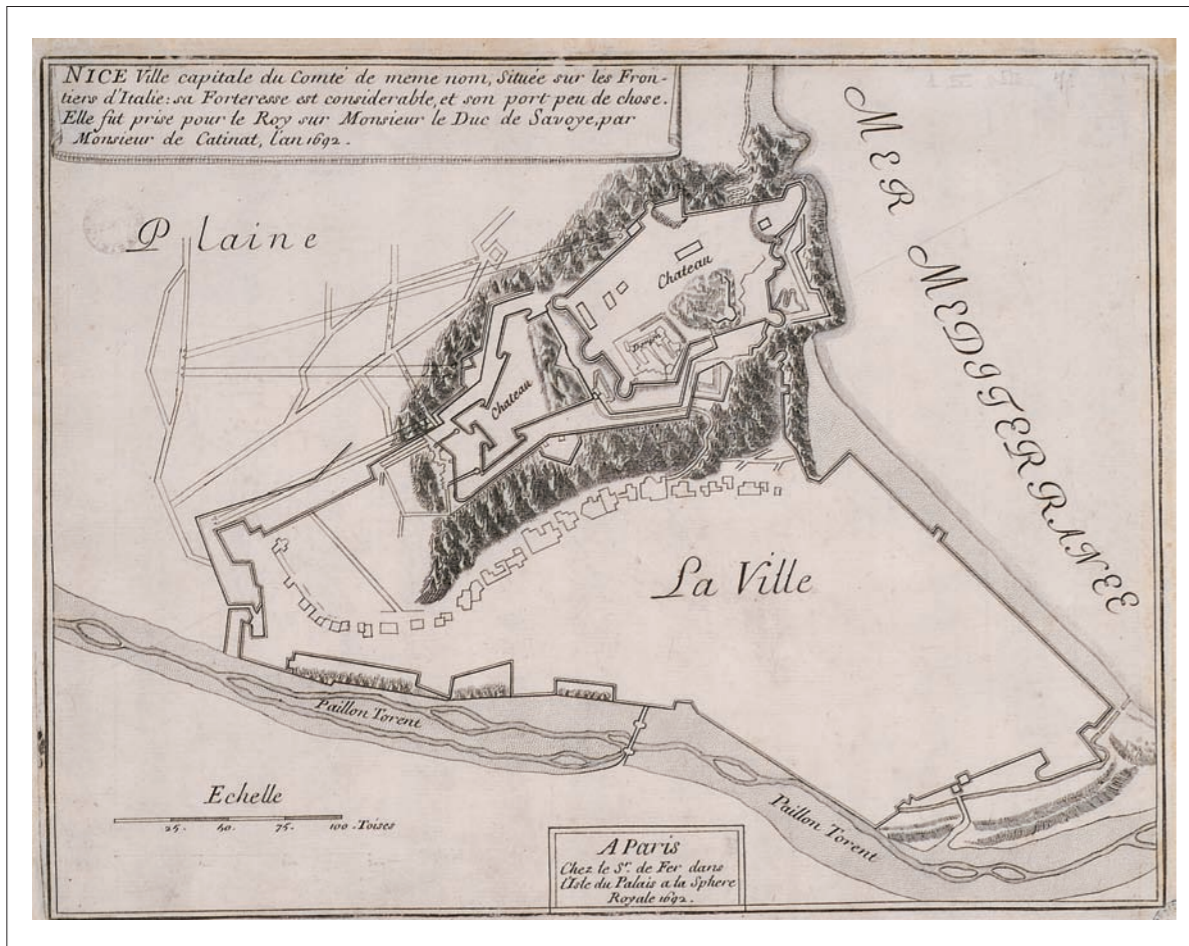 NICE Ville capitale du Comté de meme nom, Située sur les Fron-
tiers d'Italie: sa Forteresse est considerable, et son port peu de chose.
Elle fut prise pour le Roy sur Monsieur le Duc de Savoye, par
Monsieur de Catinat, l'an 1692.
Plaine
MER MEDITERRANEE
Chateau
Chateau
La Ville
Paillon Torent
Paillon Torent
Echelle
25. 50. 75. 100 Toises
A Paris
Chez le Sr. de Fer dans
l'Isle du Palais a la Sphere
Royale 1692.